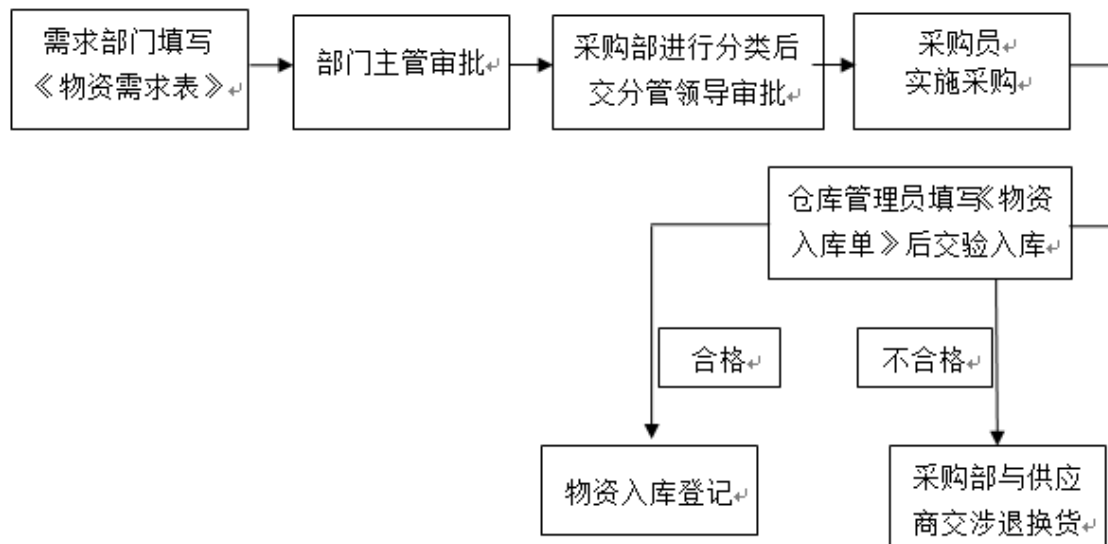 需求部门填写
《物资需求表》
部门主管审批
采购部进行分类后
交分管领导审批
采购员
实施采购
仓库管理员填写《物资
入库单》后交验入库
合格
不合格
物资入库登记
采购部与供应
商交涉退换货